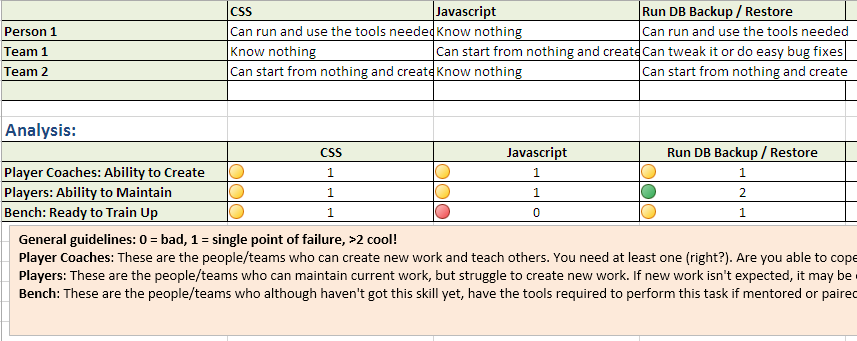 CSS Javascript Run DB Backup / Restore
Person 1 Can run and use the tools needed Know nothing Can run and use the tools needed
Team 1 Know nothing Can start from nothing and create Can tweak it or do easy bug fixes
Team 2 Can start from nothing and create Know nothing Can start from nothing and create
Analysis:
CSS Javascript Run DB Backup / Restore
Player Coaches: Ability to Create 1 1 1
Players: Ability to Maintain 1 1 2
Bench: Ready to Train Up 1 0 1
General guidelines: 0 = bad, 1 = single point of failure, >2 cool!
Player Coaches: These are the people/teams who can create new work and teach others. You need at least one (right?). Are you able to cope
Players: These are the people/teams who can maintain current work, but struggle to create new work. If new work isn't expected, it may be
Bench: These are the people/teams who although haven't got this skill yet, have the tools required to perform this task if mentored or paired